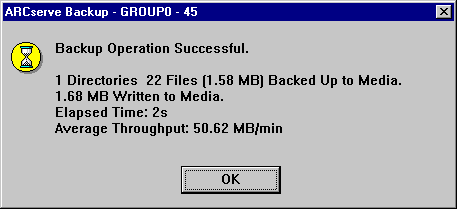 ARCserve Backup - GROUP0 - 45
Backup Operation Successful.
1 Directories  22 Files (1.58 MB) Backed Up to Media.
1.68 MB Written to Media.
Elapsed Time: 2s
Average Throughput: 50.62 MB/min
OK